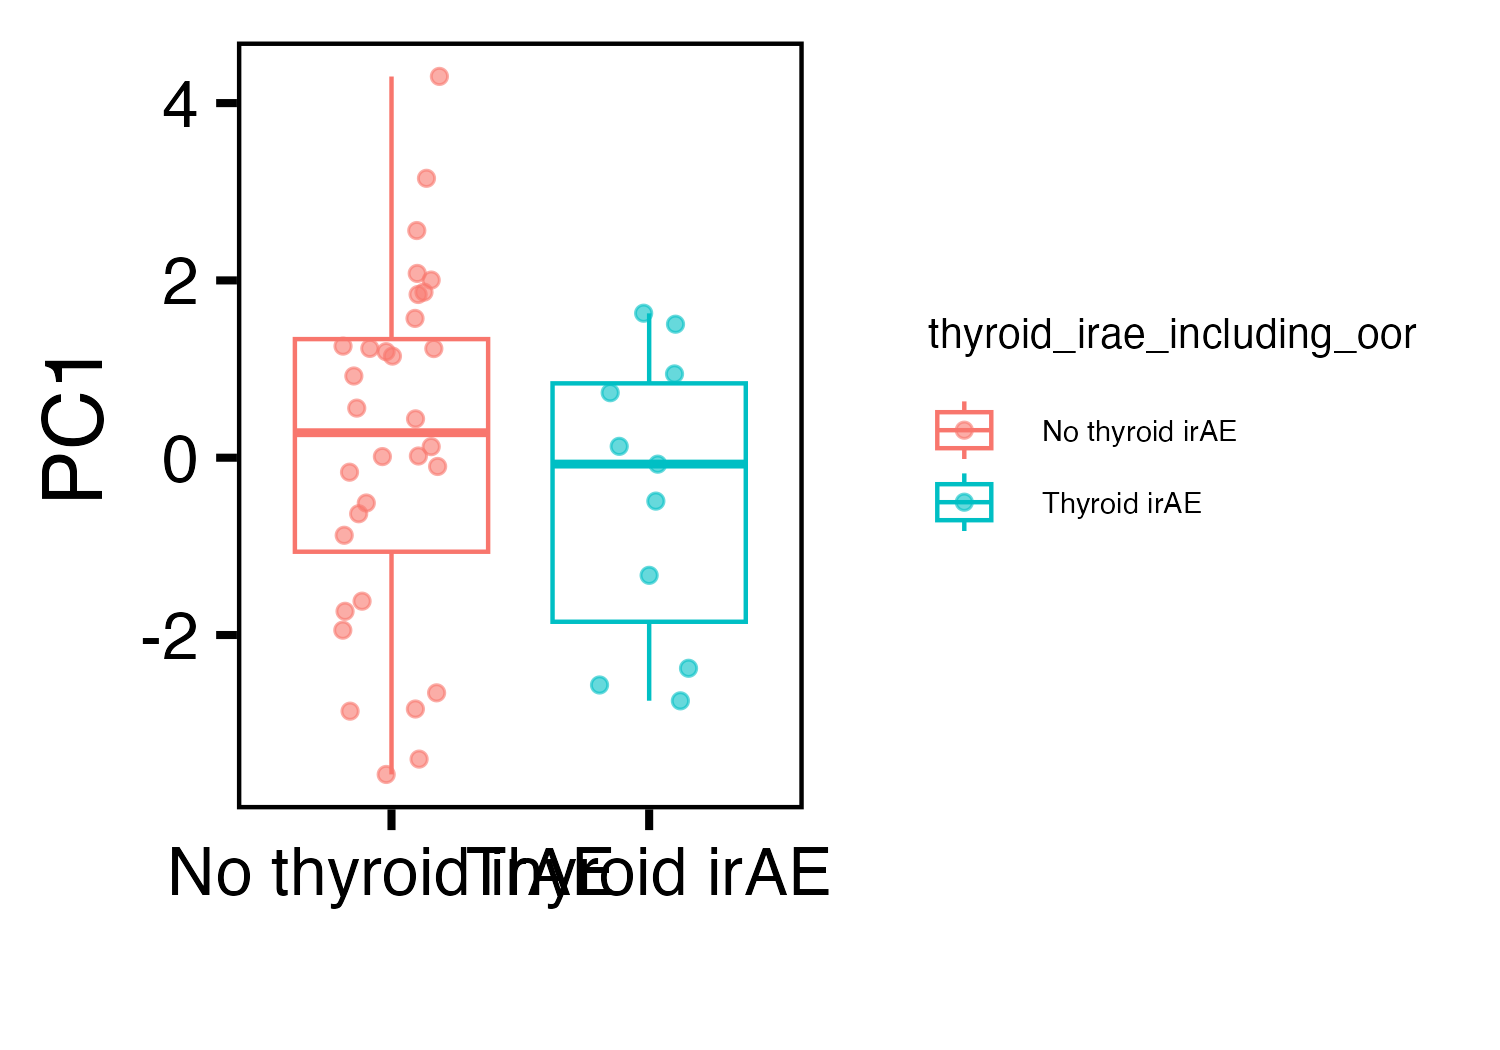 4
2
0
-2
PC1
No thyroid irAE
Thyroid irAE
thyroid_irae_including_oor
No thyroid irAE
Thyroid irAE